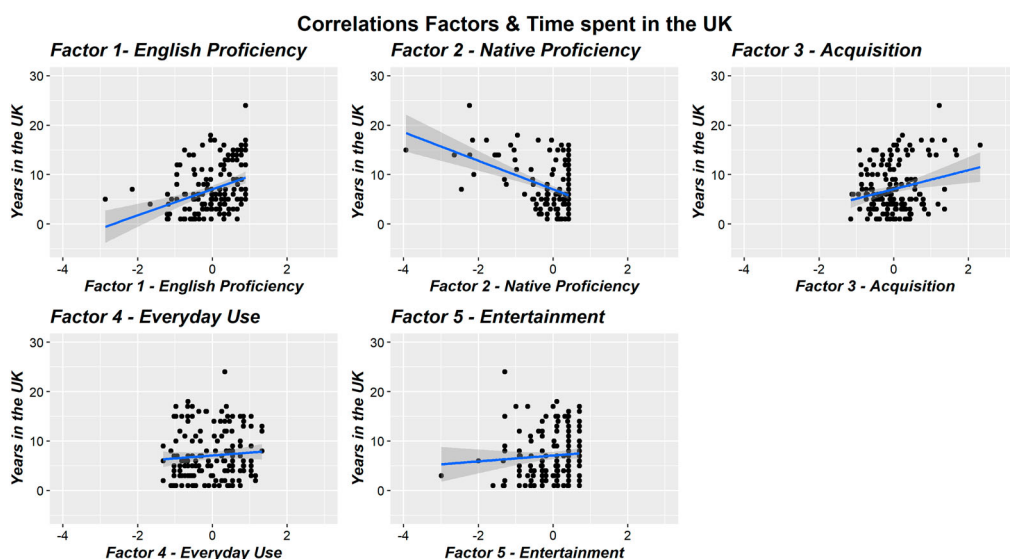 Correlations Factors & Time spent in the UK
Factor 1- English Proficiency
Factor 2 - Native Proficiency
Factor 3 - Acquisition
Years in the UK
30
20
10
0
-4
-2
0
2
Factor 1 - English Proficiency
Years in the UK
30
20
10
0
-4
-2
0
2
Factor 2 - Native Proficiency
Years in the UK
30
20
10
0
-4
-2
0
2
Factor 3 - Acquisition
Factor 4 - Everyday Use
Factor 5 - Entertainment
Years in the UK
30
20
10
0
-4
-2
0
2
Factor 4 - Everyday Use
Years in the UK
30
20
10
0
-4
-2
0
2
Factor 5 - Entertainment